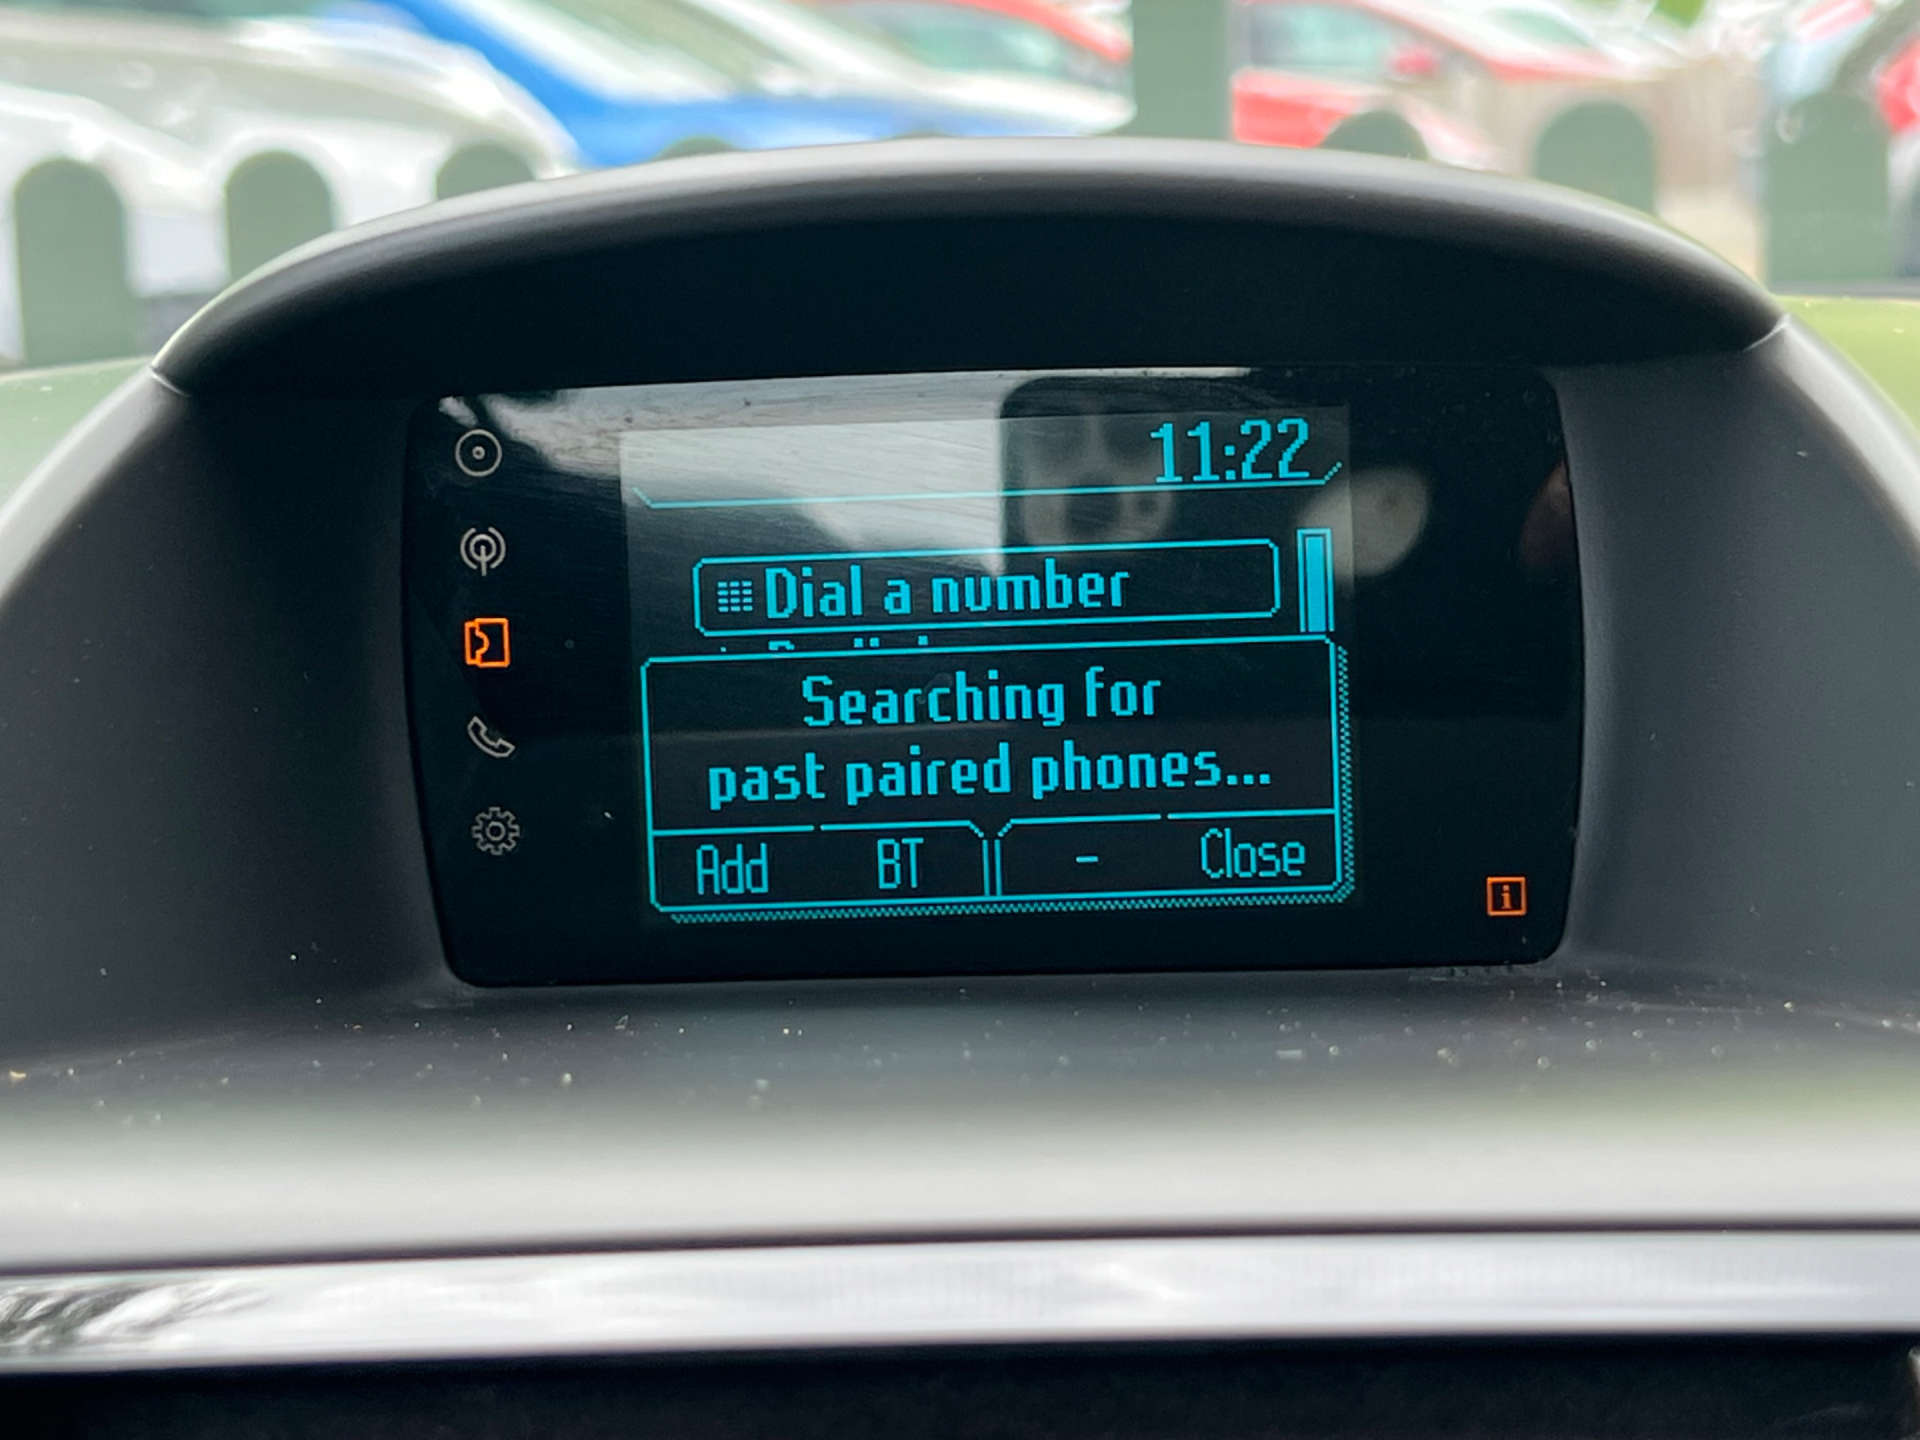 11:22
Dial a number
Searching for
past paired phones...
Add BT - Close
i